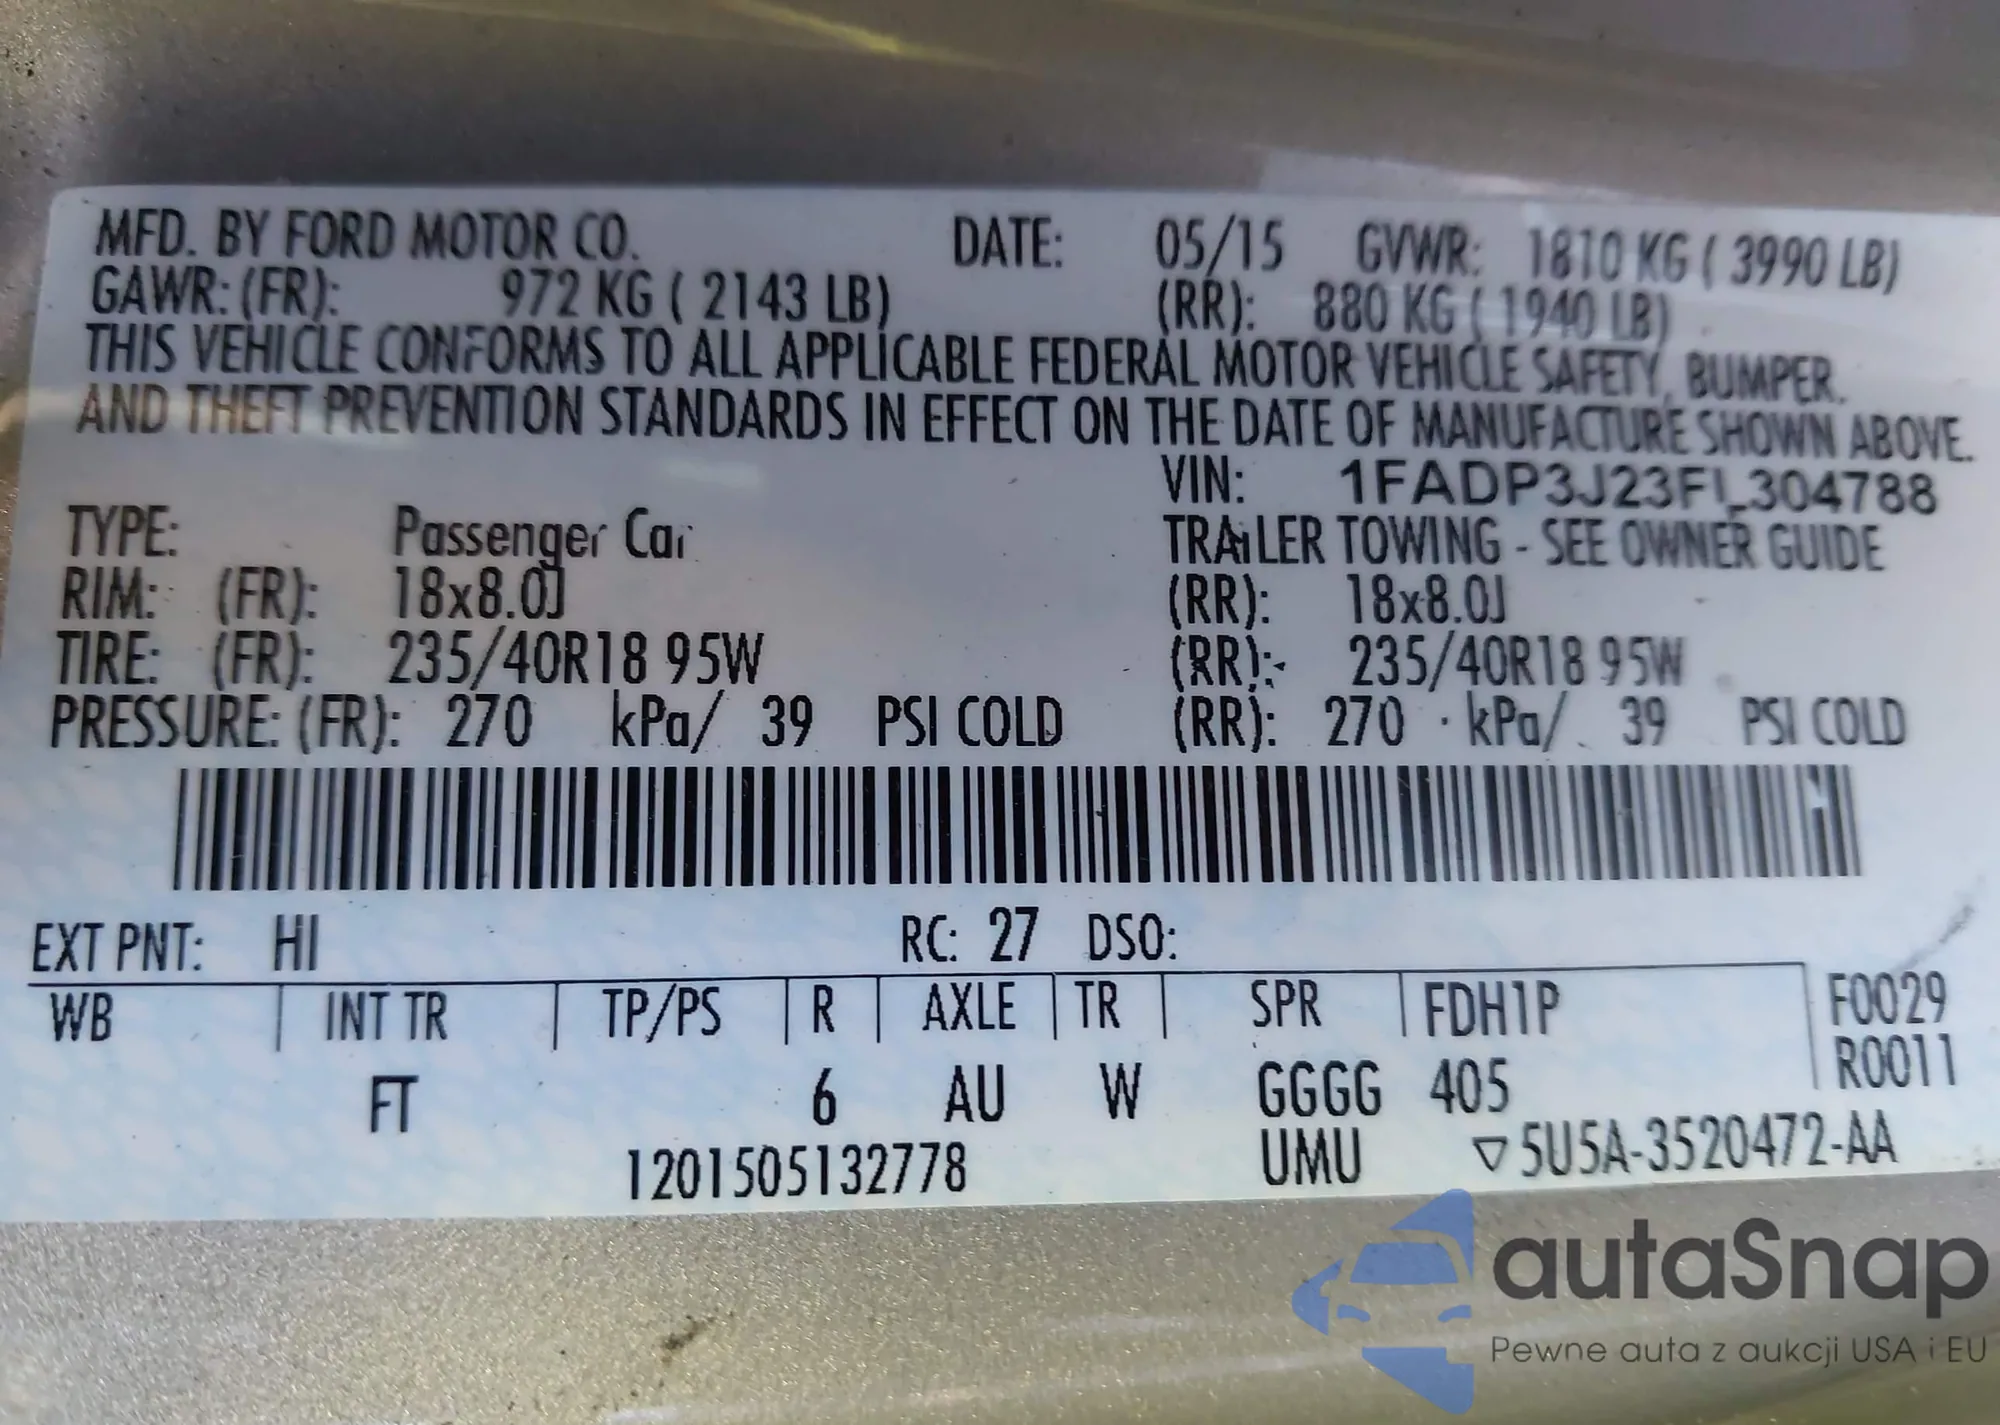 MFD. BY FORD MOTOR CO. DATE: 05/15 GVWR: 1810 KG ( 3990 LB)
GAWR: (FR): 972 KG ( 2143 LB) (RR): 880 KG ( 1940 LB)
THIS VEHICLE CONFORMS TO ALL APPLICABLE FEDERAL MOTOR VEHICLE SAFETY, BUMPER,
AND THEFT PREVENTION STANDARDS IN EFFECT ON THE DATE OF MANUFACTURE SHOWN ABOVE.
VIN: 1FADP3J23FL304788
TYPE: Passenger Car TRAILER TOWING - SEE OWNER GUIDE
RIM: (FR): 18x8.0J (RR): 18x8.0J
TIRE: (FR): 235/40R18 95W (RR): 235/40R18 95W
PRESSURE: (FR): 270 kPa/ 39 PSI COLD (RR): 270 kPa/ 39 PSI COLD
EXT PNT: HI RC: 27 DSO:
WB INT TR TP/PS R AXLE TR SPR FDH1P F0029
R0011
FT 6 AU W GGGG 405
1201505132778 UMU ▽5U5A-3520472-AA
autaSnap
Pewne auta z aukcji USA i EU